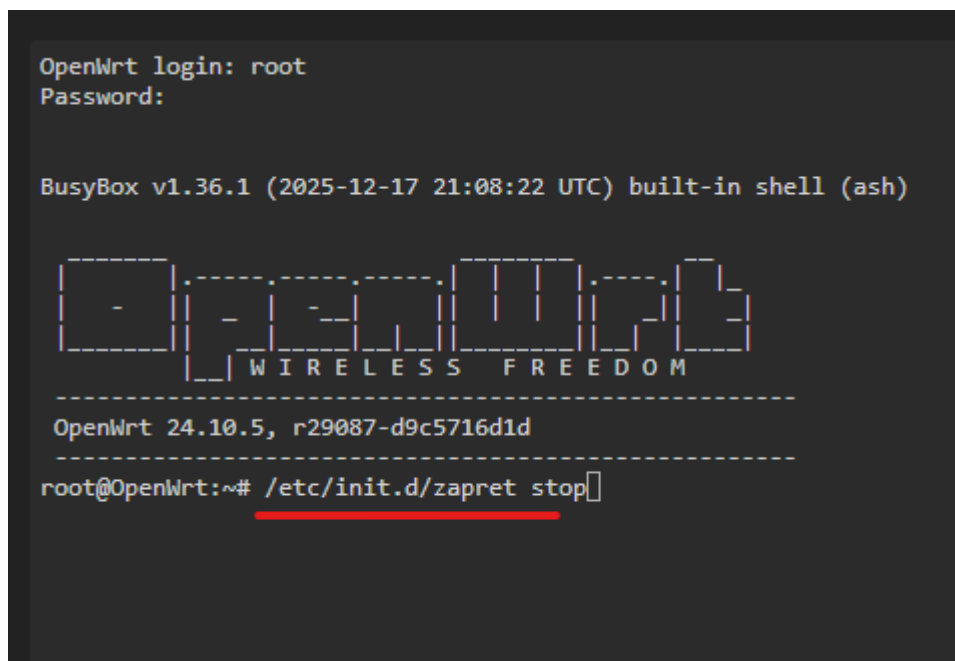 OpenWrt login: root
Password:
BusyBox v1.36.1 (2025-12-17 21:08:22 UTC) built-in shell (ash)
OpenWrt
W I R E L E S S   F R E E D O M
-----------------------------------------------------
OpenWrt 24.10.5, r29087-d9c5716d1d
-----------------------------------------------------
root@OpenWrt:~# /etc/init.d/zapret stop